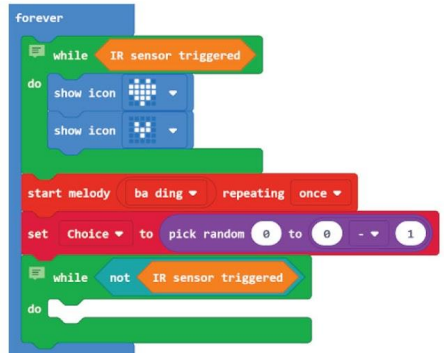 forever
while IR sensor triggered
do
show icon
show icon
start melody ba ding repeating once
set Choice to pick random 0 to 0 - 1
while not IR sensor triggered
do